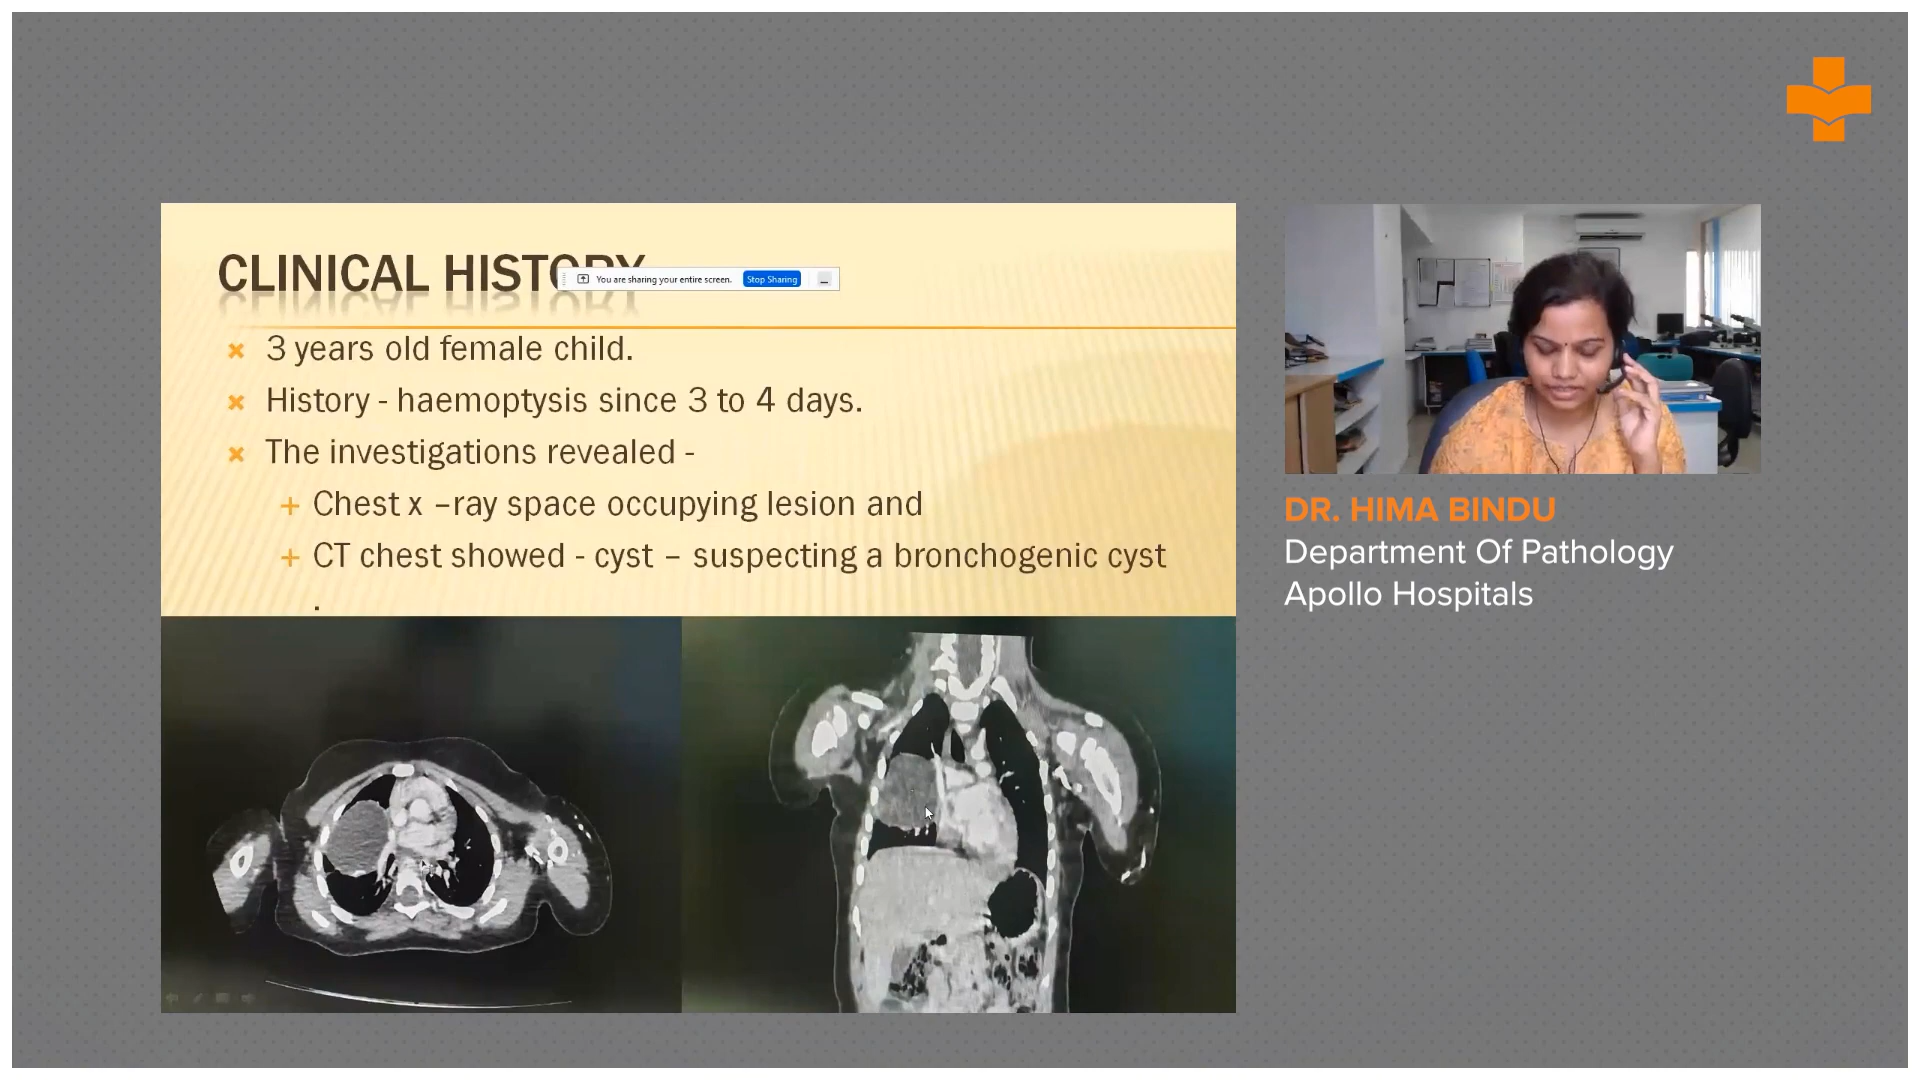 CLINICAL HISTORY
You are sharing your entire screen. Stop Sharing
3 years old female child.
History - haemoptysis since 3 to 4 days.
The investigations revealed -
Chest x –ray space occupying lesion and
CT chest showed - cyst – suspecting a bronchogenic cyst
.
DR. HIMA BINDU
Department Of Pathology
Apollo Hospitals